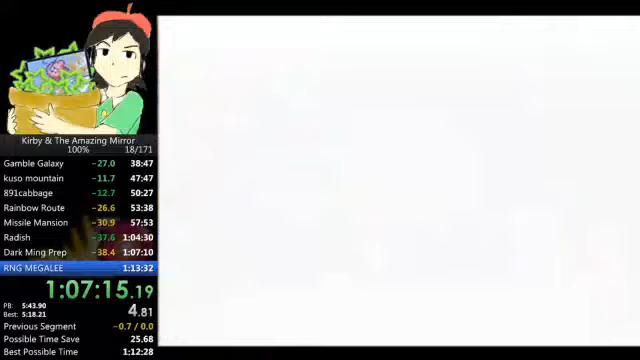 Kirby & The Amazing Mirror
100% 18/171
Gamble Galaxy -27.0 38:47
kuso mountain -11.7 47:47
891cabbage -12.7 50:27
Rainbow Route -26.6 53:38
Missile Mansion -30.9 57:53
Radish -37.6 1:04:30
Dark Ming Prep -38.4 1:07:10
RNG MEGALEE 1:13:32
1:07:15.19
PB: 5:43.90
Best: 5:18.21 4.81
Previous Segment -0.7 / 0.0
Possible Time Save 25.68
Best Possible Time 1:12:28